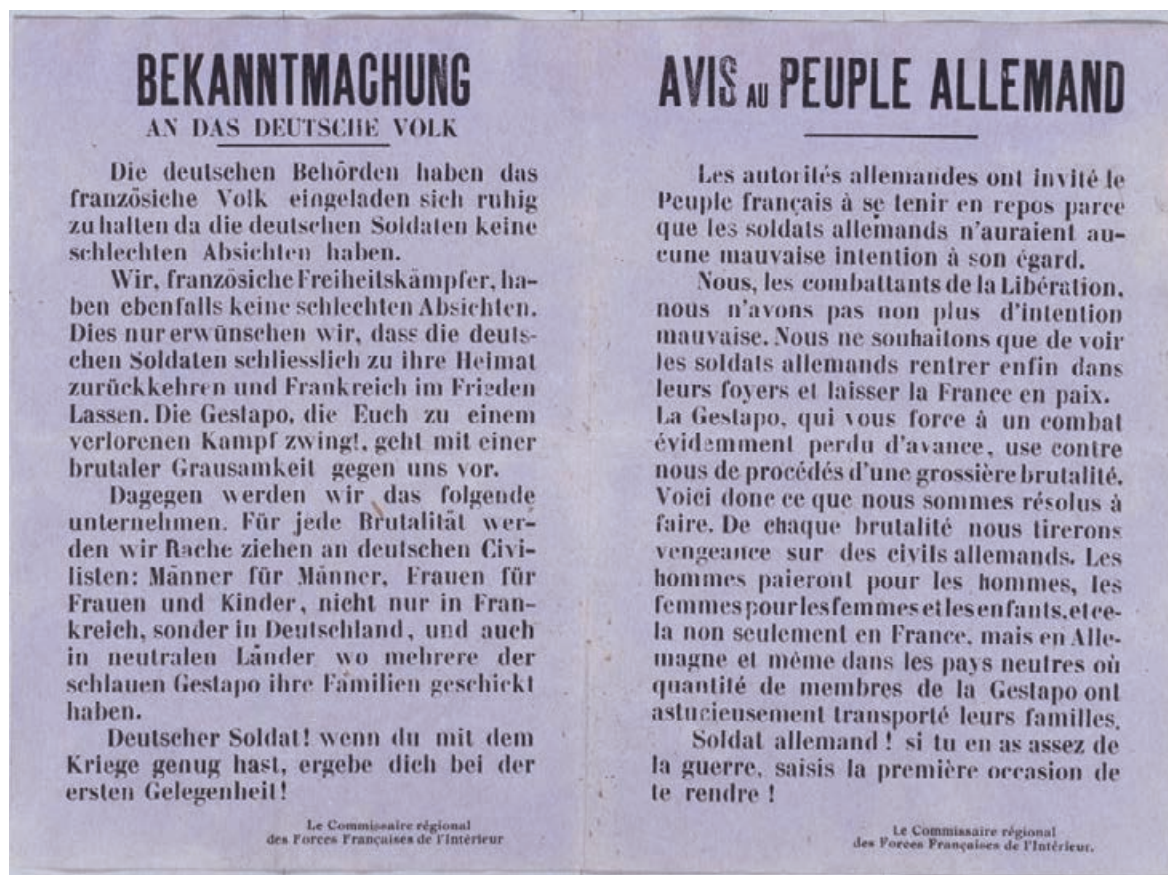 BEKANNTMACHUNG
AN DAS DEUTSCHE VOLK
Die deutschen Behörden haben das
französiche Volk eingeladen sich ruhig
zu halten da die deutschen Soldaten keine
schlechten Absichten haben.
Wir, französiche Freiheitskämpfer, ha-
ben ebenfalls keine schlechten Absichten.
Dies nur erwünschen wir, dass die deuts-
chen Soldaten schliesslich zu ihre Heimat
zurückkehren und Frankreich im Frieden
Lassen. Die Gestapo, die Euch zu einem
verlorenen Kampf zwingt, geht mit einer
brutaler Grausamkeit gegen uns vor.
Dagegen werden wir das folgende
unternehmen. Für jede Brutalität wer-
den wir Rache ziehen an deutschen Civi-
listen: Männer für Männer, Frauen für
Frauen und Kinder, nicht nur in Fran-
kreich, sonder in Deutschland, und auch
in neutralen Länder wo mehrere der
schlauen Gestapo ihre Familien geschickt
haben.
Deutscher Soldat! wenn du mit dem
Kriege genug hast, ergebe dich bei der
ersten Gelegenheit!
Le Commissaire régional
des Forces Françaises de l'Intérieur
AVIS AU PEUPLE ALLEMAND
Les autorités allemandes ont invité le
Peuple français à se tenir en repos parce
que les soldats allemands n'auraient au-
cune mauvaise intention à son égard.
Nous, les combattants de la Libération,
nous n'avons pas non plus d'intention
mauvaise. Nous ne souhaitons que de voir
les soldats allemands rentrer enfin dans
leurs foyers et laisser la France en paix.
La Gestapo, qui vous force à un combat
évidemment perdu d'avance, use contre
nous de procédés d'une grossière brutalité.
Voici donc ce que nous sommes résolus à
faire. De chaque brutalité nous tirerons
vengeance sur des civils allemands. Les
hommes paieront pour les hommes, les
femmes pour les femmes et les enfants, et ce-
la non seulement en France, mais en Alle-
magne et même dans les pays neutres où
quantité de membres de la Gestapo ont
astucieusement transporté leurs familles.
Soldat allemand ! si tu en as assez de
la guerre, saisis la première occasion de
te rendre !
Le Commissaire régional
des Forces Françaises de l'Intérieur.